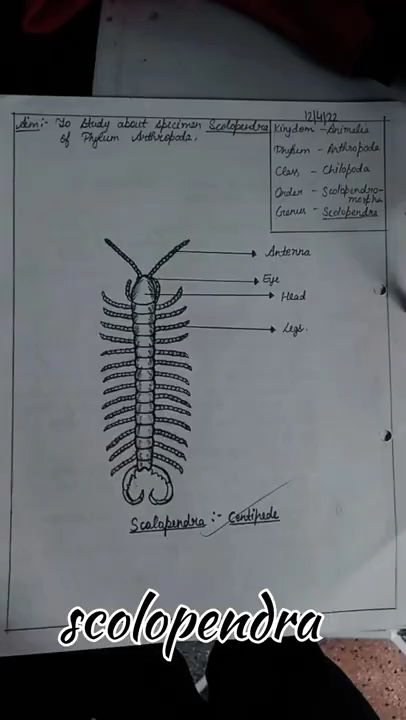 12/4/22
Aim:- To Study about specimen Scolopendra
of Phylum Arthropoda.
Kingdom - Animelia
Phylum - Arthropoda
Class - Chilopoda
Order - Scolopendro-
morpha
Genus - Scolopendra
Antenna
Eye
Head
Legs.
Scolopendra :- Centipede
scolopendra